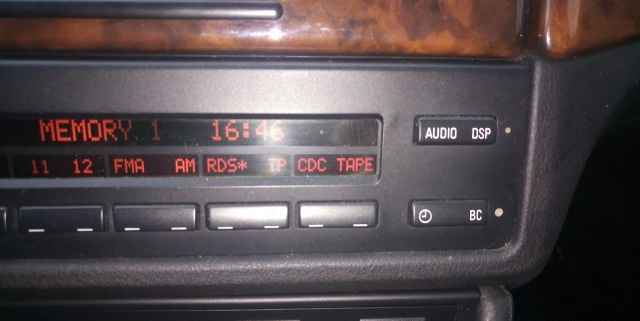 MEMORY 1 16:46 AUDIO DSP
11 12 FMA AM RDS* TP CDC TAPE
BC